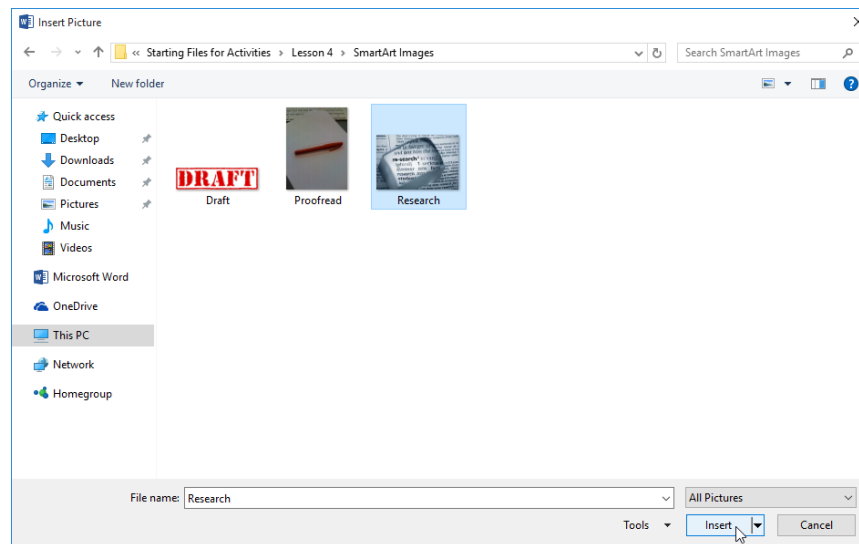 Insert Picture
« Starting Files for Activities > Lesson 4 > SmartArt Images
Search SmartArt Images
Organize
New folder
Quick access
Desktop
Downloads
Documents
Pictures
Music
Videos
Microsoft Word
OneDrive
This PC
Network
Homegroup
DRAFT
re·search
Draft
Proofread
Research
File name: Research
All Pictures
Tools
Insert
Cancel